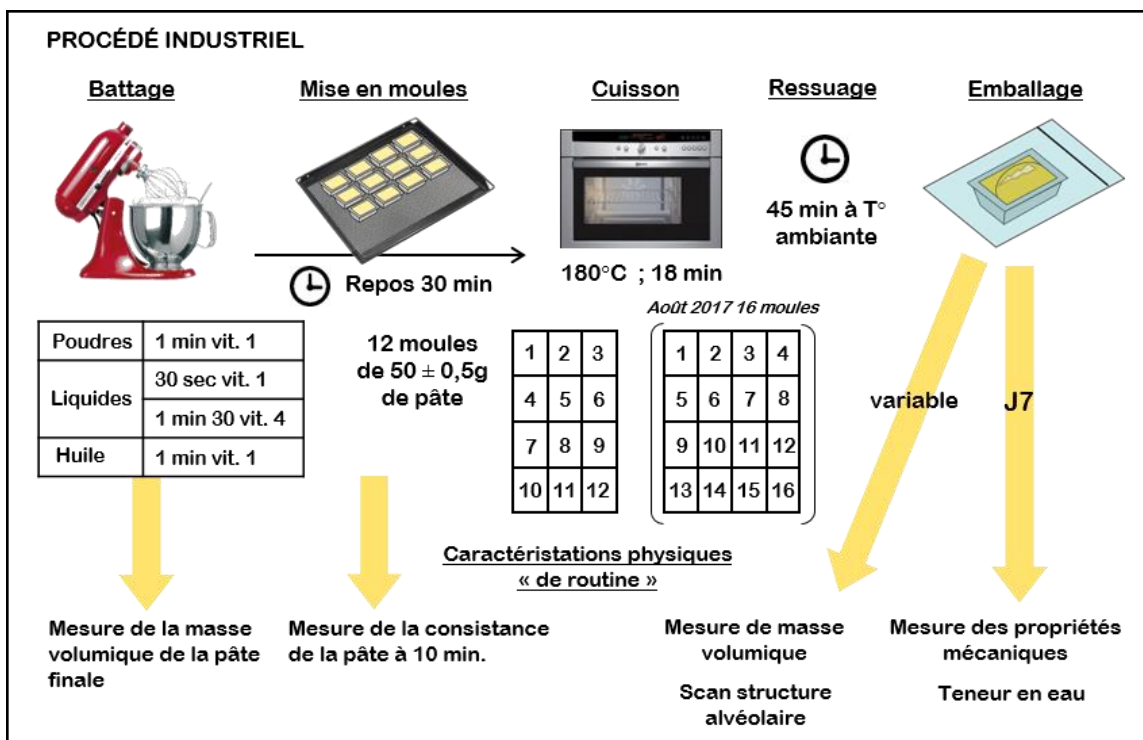 PROCÉDÉ INDUSTRIEL
Battage
Mise en moules
Cuisson
Ressuage
Emballage
45 min à T°
ambiante
Repos 30 min
180°C ; 18 min
Août 2017 16 moules
Poudres 1 min vit. 1
Liquides 30 sec vit. 1
1 min 30 vit. 4
Huile 1 min vit. 1
12 moules
de 50 ± 0,5g
de pâte
1 2 3
4 5 6
7 8 9
10 11 12
1 2 3 4
5 6 7 8
9 10 11 12
13 14 15 16
variable
J7
Caractéristations physiques
« de routine »
Mesure de la masse
volumique de la pâte
finale
Mesure de la consistance
de la pâte à 10 min.
Mesure de masse
volumique
Scan structure
alvéolaire
Mesure des propriétés
mécaniques
Teneur en eau